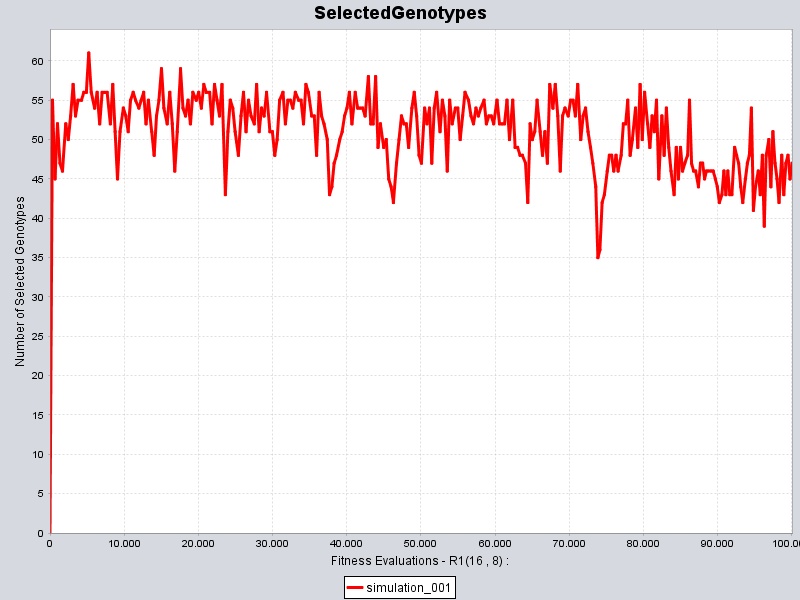 SelectedGenotypes
Number of Selected Genotypes
60
55
50
45
40
35
30
25
20
15
10
5
0
0 10.000 20.000 30.000 40.000 50.000 60.000 70.000 80.000 90.000 100.00
Fitness Evaluations - R1(16 , 8) :
simulation_001